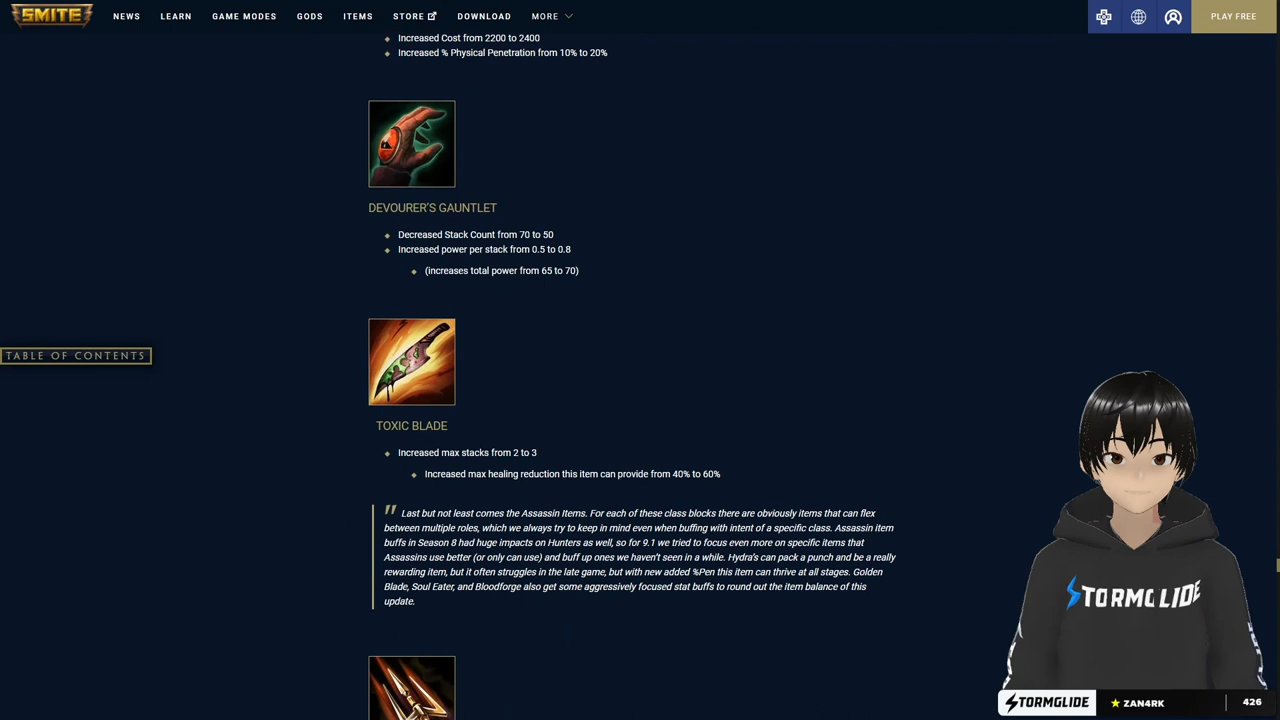 SMITE NEWS LEARN GAME MODES GODS ITEMS STORE DOWNLOAD MORE PLAY FREE
Increased Cost from 2200 to 2400
Increased % Physical Penetration from 10% to 20%
DEVOURER'S GAUNTLET
Decreased Stack Count from 70 to 50
Increased power per stack from 0.5 to 0.8
(increases total power from 65 to 70)
TABLE OF CONTENTS
TOXIC BLADE
Increased max stacks from 2 to 3
Increased max healing reduction this item can provide from 40% to 60%
" Last but not least comes the Assassin Items. For each of these class blocks there are obviously items that can flex
between multiple roles, which we always try to keep in mind even when buffing with intent of a specific class. Assassin item
buffs in Season 8 had huge impacts on Hunters as well, so for 9.1 we tried to focus even more on specific items that
Assassins use better (or only can use) and buff up ones we haven't seen in a while. Hydra's can pack a punch and be a really
rewarding item, but it often struggles in the late game, but with new added %Pen this item can thrive at all stages. Golden
Blade, Soul Eater, and Bloodforge also get some aggressively focused stat buffs to round out the item balance of this
update.
STORMGLIDE
STORMGLIDE ZAN4RK 426